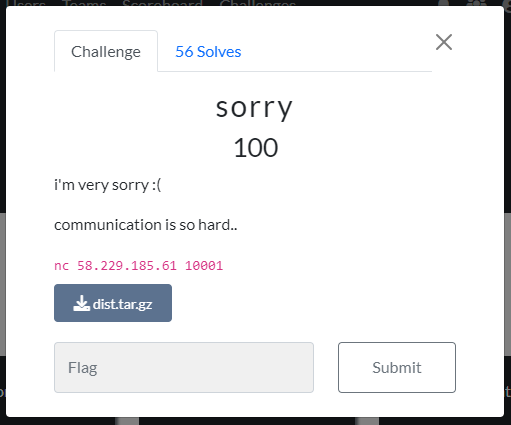 Users Teams Scoreboard Challenges
Challenge
56 Solves
sorry
100
i'm very sorry :(
communication is so hard..
nc 58.229.185.61 10001
dist.tar.gz
Flag
Submit